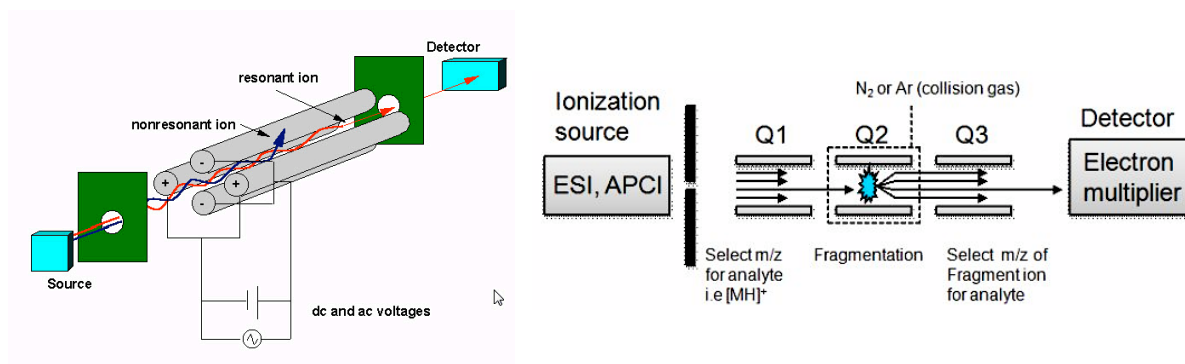 Detector
resonant ion
nonresonant ion
-
+
+
-
Source
dc and ac voltages
N₂ or Ar (collision gas)
Ionization
source
Q1
Q2
Q3
Detector
ESI, APCI
Electron
multiplier
Select m/z
for analyte
i.e [MH]⁺
Fragmentation
Select m/z of
Fragment ion
for analyte